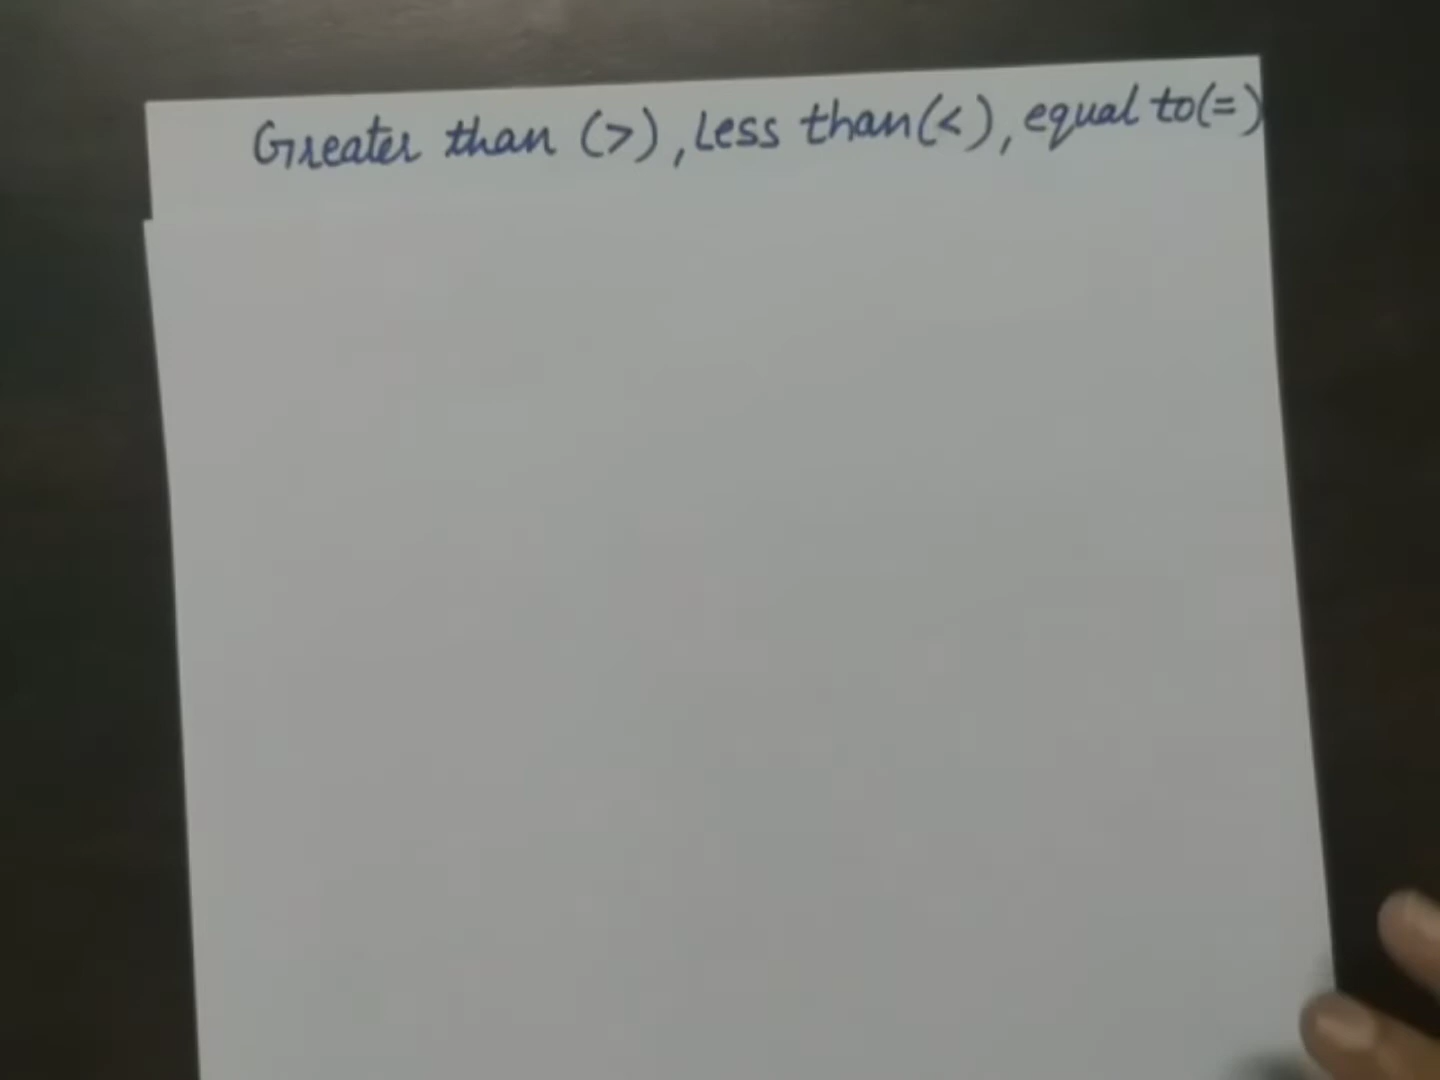 Greater than (>), Less than(<), equal to(=)